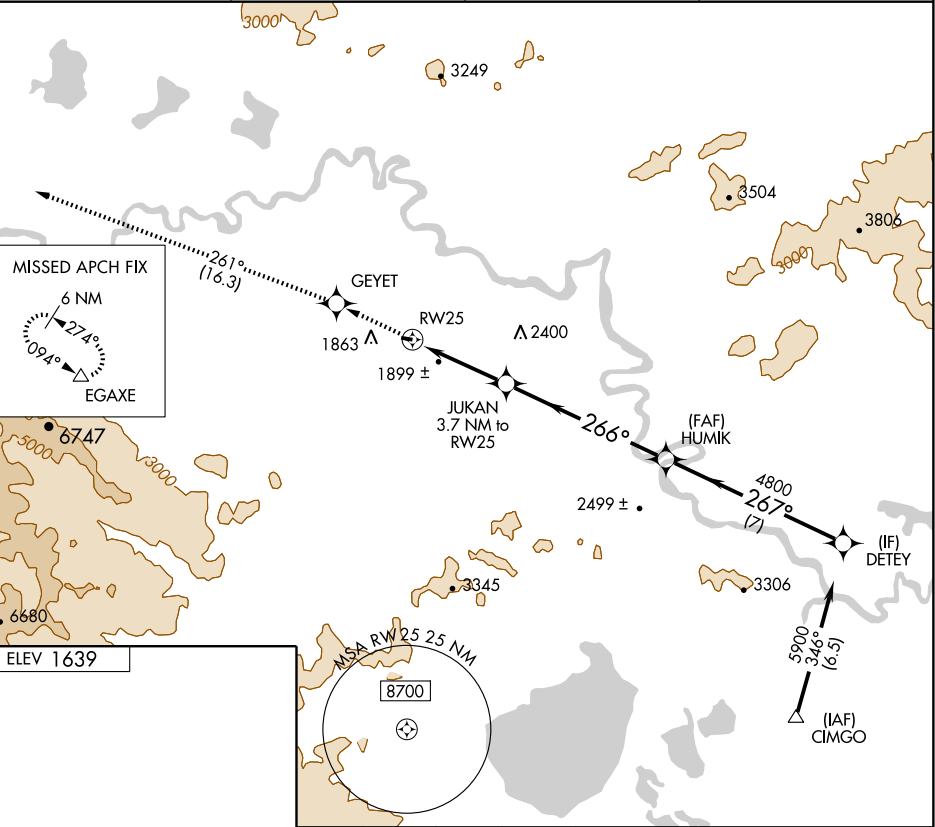 3000
3249
3504
3806
3000
261°
(16.3)
MISSED APCH FIX
6 NM
274°
094°
EGAXE
GEYET
RW25
1863
2400
1899 ±
JUKAN
3.7 NM to
RW25
266°
(FAF)
HUMIK
6747
5000
3000
4800
267°
(7)
2499 ±
(IF)
DETEY
3345
3306
6680
5900
346°
(6.5)
ELEV 1639
MSA RW25 25 NM
8700
(IAF)
CIMGO